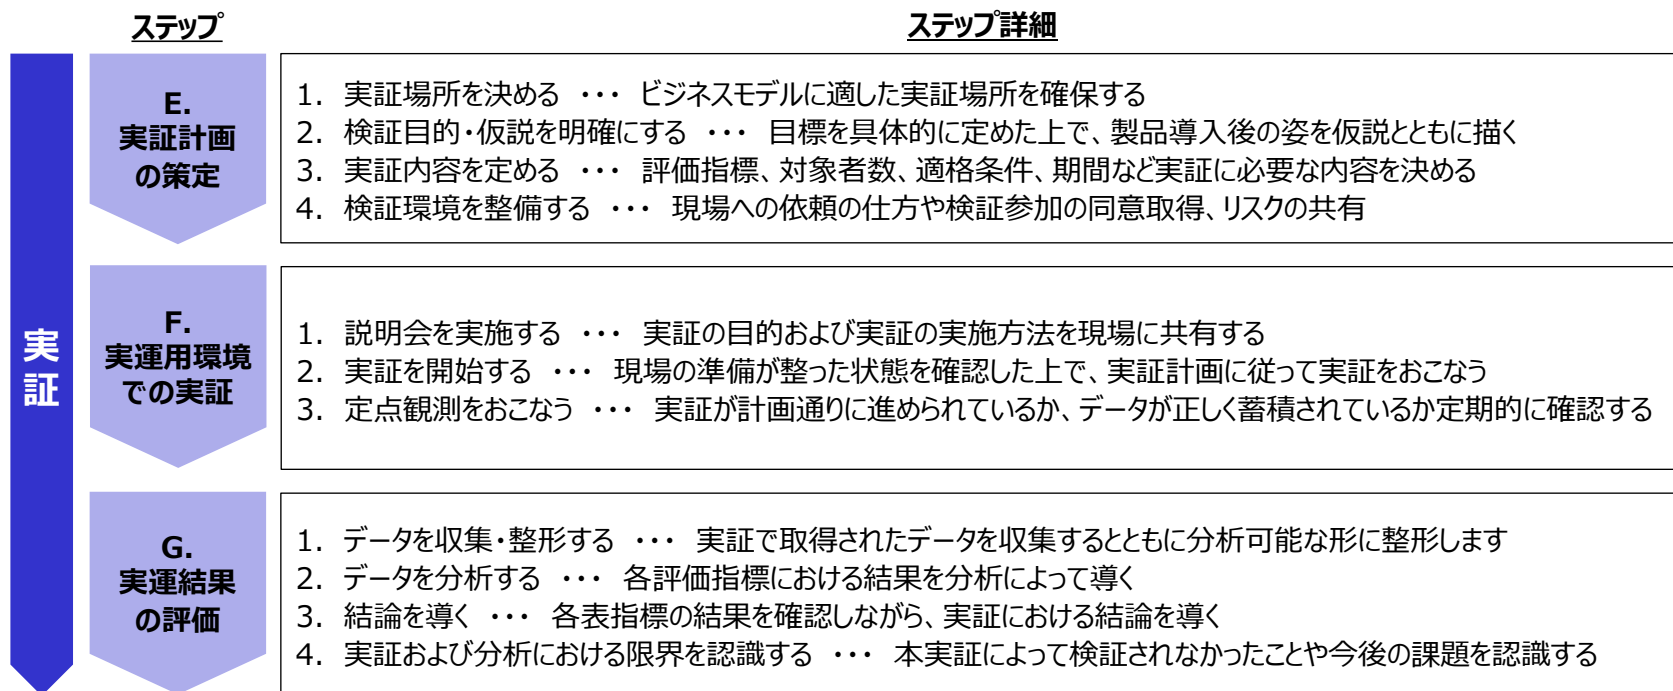 ステップ
ステップ詳細
実証
E.
実証計画
の策定
1. 実証場所を決める ・・・ ビジネスモデルに適した実証場所を確保する
2. 検証目的・仮説を明確にする ・・・ 目標を具体的に定めた上で、製品導入後の姿を仮説とともに描く
3. 実証内容を定める ・・・ 評価指標、対象者数、適格条件、期間など実証に必要な内容を決める
4. 検証環境を整備する ・・・ 現場への依頼の仕方や検証参加の同意取得、リスクの共有
F.
実運用環境
での実証
1. 説明会を実施する ・・・ 実証の目的および実証の実施方法を現場に共有する
2. 実証を開始する ・・・ 現場の準備が整った状態を確認した上で、実証計画に従って実証をおこなう
3. 定点観測をおこなう ・・・ 実証が計画通りに進められているか、データが正しく蓄積されているか定期的に確認する
G.
実運結果
の評価
1. データを収集・整形する ・・・ 実証で取得されたデータを収集するとともに分析可能な形に整形します
2. データを分析する ・・・ 各評価指標における結果を分析によって導く
3. 結論を導く ・・・ 各表指標の結果を確認しながら、実証における結論を導く
4. 実証および分析における限界を認識する ・・・ 本実証によって検証されなかったことや今後の課題を認識する